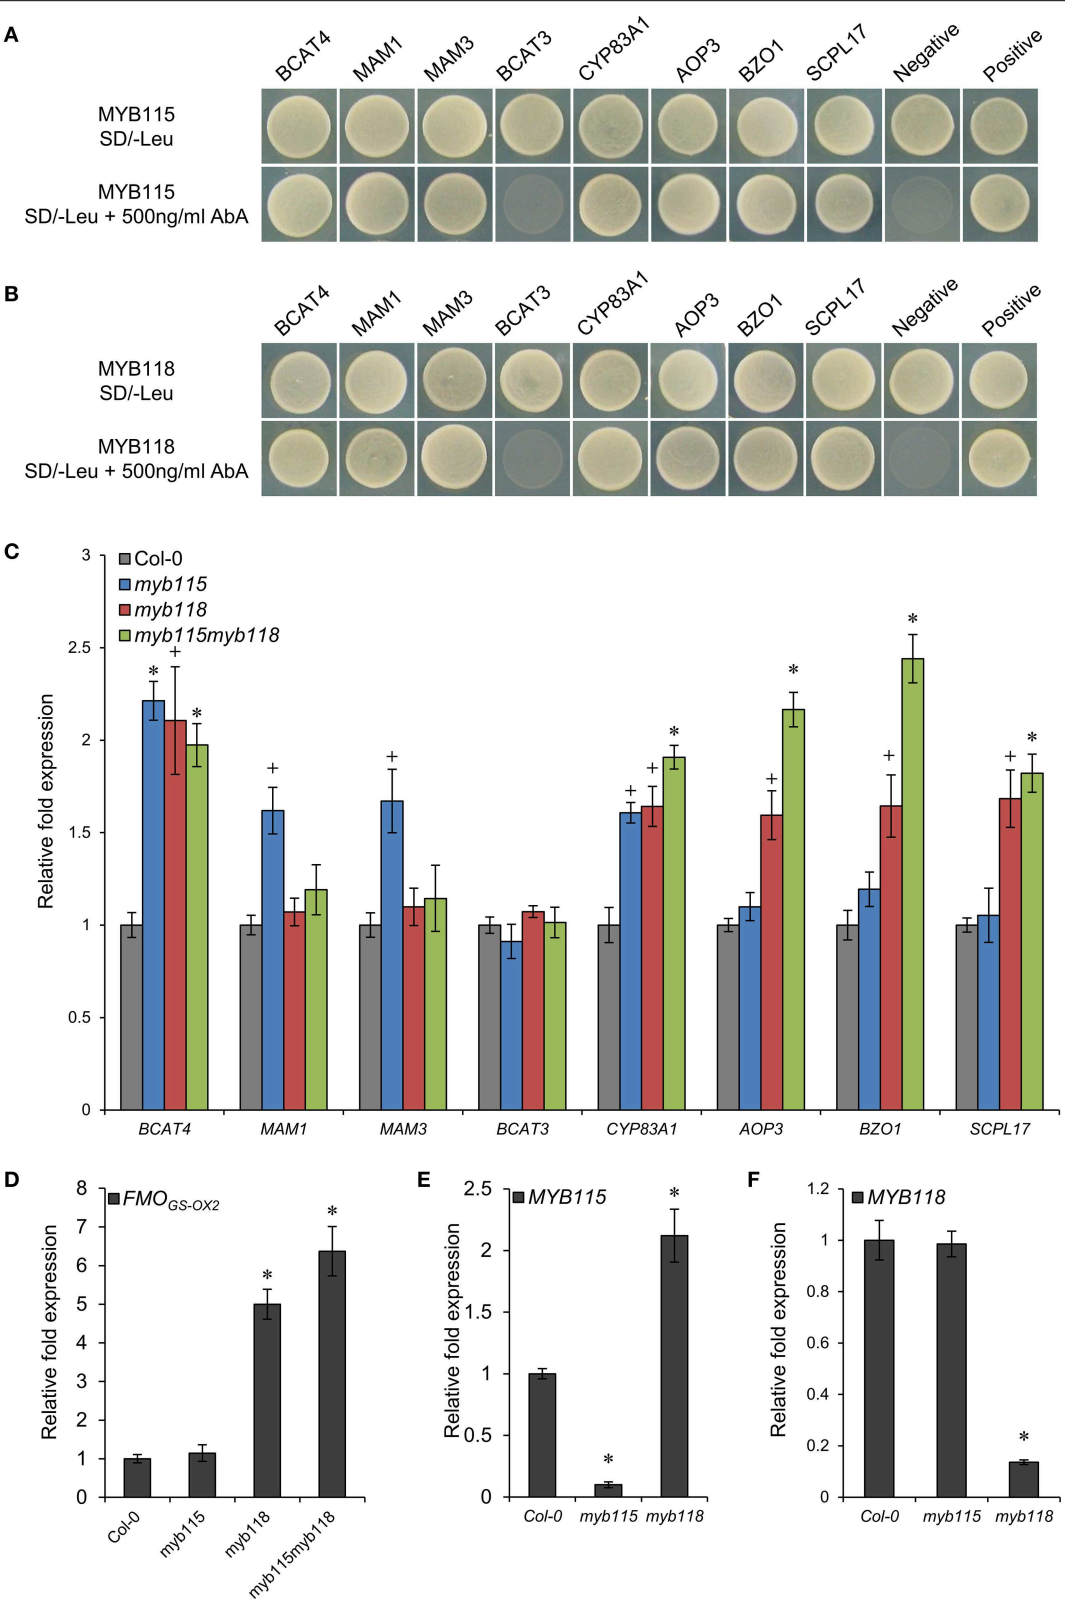 A
BCAT4 MAM1 MAM3 BCAT3 CYP83A1 AOP3 BZO1 SCPL17 Negative Positive
MYB115
SD/-Leu
MYB115
SD/-Leu + 500ng/ml AbA
B
BCAT4 MAM1 MAM3 BCAT3 CYP83A1 AOP3 BZO1 SCPL17 Negative Positive
MYB118
SD/-Leu
MYB118
SD/-Leu + 500ng/ml AbA
C
Relative fold expression
3
2.5
2
1.5
1
0.5
0
Col-0
myb115
myb118
myb115myb118
* + *
+
+
+ + *
+ *
+ *
+ *
BCAT4 MAM1 MAM3 BCAT3 CYP83A1 AOP3 BZO1 SCPL17
D
Relative fold expression
8
7
6
5
4
3
2
1
0
FMOGS-OX2
* *
Col-0 myb115 myb118 myb115myb118
E
Relative fold expression
2.5
2
1.5
1
0.5
0
MYB115
* *
Col-0 myb115 myb118
F
Relative fold expression
1.2
1
0.8
0.6
0.4
0.2
0
MYB118
*
Col-0 myb115 myb118